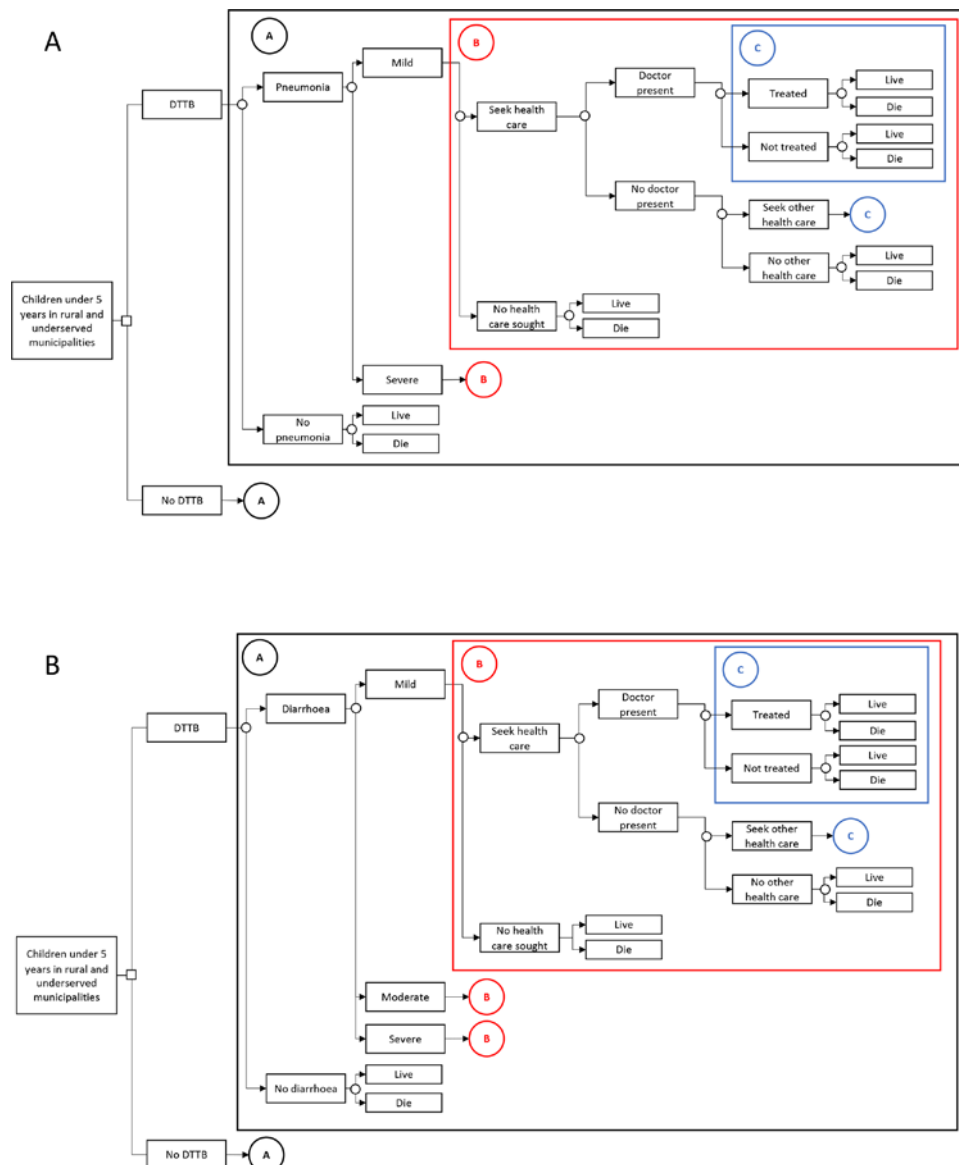 A
A
B
C
Mild
Live
Doctor
present
Treated
DTTB
Pneumonia
Die
Seek health
care
Live
Not treated
Die
No doctor
present
Seek other
health care
C
Live
No other
health care
Die
Children under 5
years in rural and
underserved
municipalities
No health
care sought
Live
Die
Severe
B
No
pneumonia
Live
Die
No DTTB
A
B
A
B
C
Mild
Live
Doctor
present
Treated
DTTB
Diarrhoea
Die
Seek health
care
Live
Not treated
Die
No doctor
present
Seek other
health care
C
Live
No other
health care
Die
No health
care sought
Live
Die
Children under 5
years in rural and
underserved
municipalities
Moderate
B
Severe
B
No diarrhoea
Live
Die
No DTTB
A